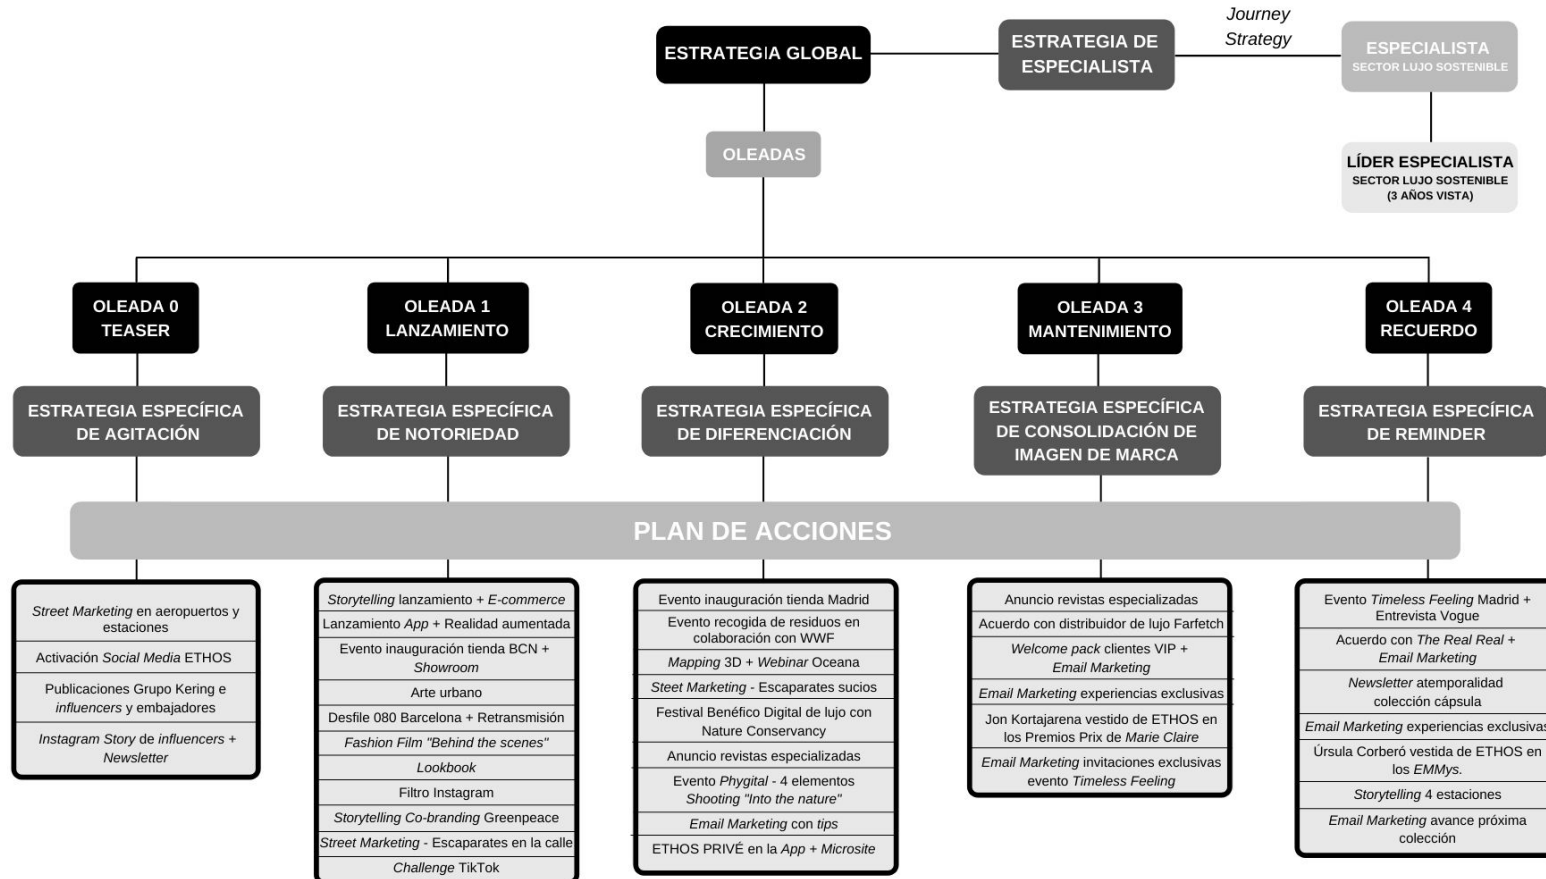 Journey
Strategy
ESTRATEGIA GLOBAL
ESTRATEGIA DE
ESPECIALISTA
ESPECIALISTA
SECTOR LUJO SOSTENIBLE
OLEADAS
LÍDER ESPECIALISTA
SECTOR LUJO SOSTENIBLE
(3 AÑOS VISTA)
OLEADA 0
TEASER
OLEADA 1
LANZAMIENTO
OLEADA 2
CRECIMIENTO
OLEADA 3
MANTENIMIENTO
OLEADA 4
RECUERDO
ESTRATEGIA ESPECÍFICA
DE AGITACIÓN
ESTRATEGIA ESPECÍFICA
DE NOTORIEDAD
ESTRATEGIA ESPECÍFICA
DE DIFERENCIACIÓN
ESTRATEGIA ESPECÍFICA
DE CONSOLIDACIÓN DE
IMAGEN DE MARCA
ESTRATEGIA ESPECÍFICA
DE REMINDER
PLAN DE ACCIONES
Street Marketing en aeropuertos y
estaciones
Activación Social Media ETHOS
Publicaciones Grupo Kering e
influencers y embajadores
Instagram Story de influencers +
Newsletter
Storytelling lanzamiento + E-commerce
Lanzamiento App + Realidad aumentada
Evento inauguración tienda BCN +
Showroom
Arte urbano
Desfile 080 Barcelona + Retransmisión
Fashion Film "Behind the scenes"
Lookbook
Filtro Instagram
Storytelling Co-branding Greenpeace
Street Marketing - Escaparates en la calle
Challenge TikTok
Evento inauguración tienda Madrid
Evento recogida de residuos en
colaboración con WWF
Mapping 3D + Webinar Oceana
Steet Marketing - Escaparates sucios
Festival Benéfico Digital de lujo con
Nature Conservancy
Anuncio revistas especializadas
Evento Phygital - 4 elementos
Shooting "Into the nature"
Email Marketing con tips
ETHOS PRIVÉ en la App + Microsite
Anuncio revistas especializadas
Acuerdo con distribuidor de lujo Farfetch
Welcome pack clientes VIP +
Email Marketing
Email Marketing experiencias exclusivas
Jon Kortajarena vestido de ETHOS en
los Premios Prix de Marie Claire
Email Marketing invitaciones exclusivas
evento Timeless Feeling
Evento Timeless Feeling Madrid +
Entrevista Vogue
Acuerdo con The Real Real +
Email Marketing
Newsletter atemporalidad
colección cápsula
Email Marketing experiencias exclusivas
Úrsula Corberó vestida de ETHOS en
los EMMys.
Storytelling 4 estaciones
Email Marketing avance próxima
colección